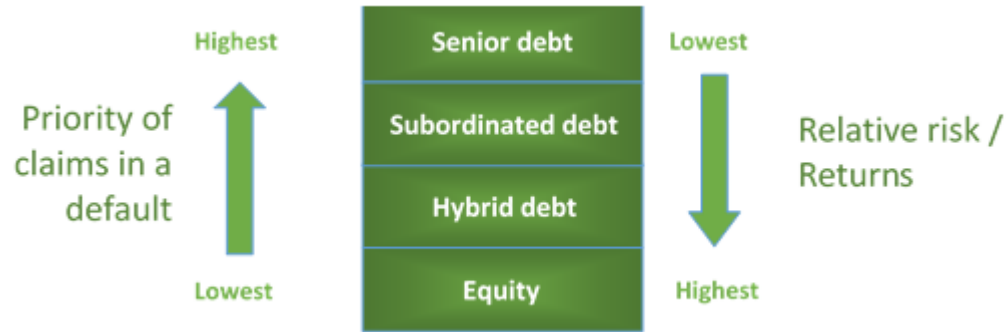 Highest
Senior debt
Lowest
Priority of
claims in a
default
Subordinated debt
Relative risk /
Returns
Hybrid debt
Lowest
Equity
Highest